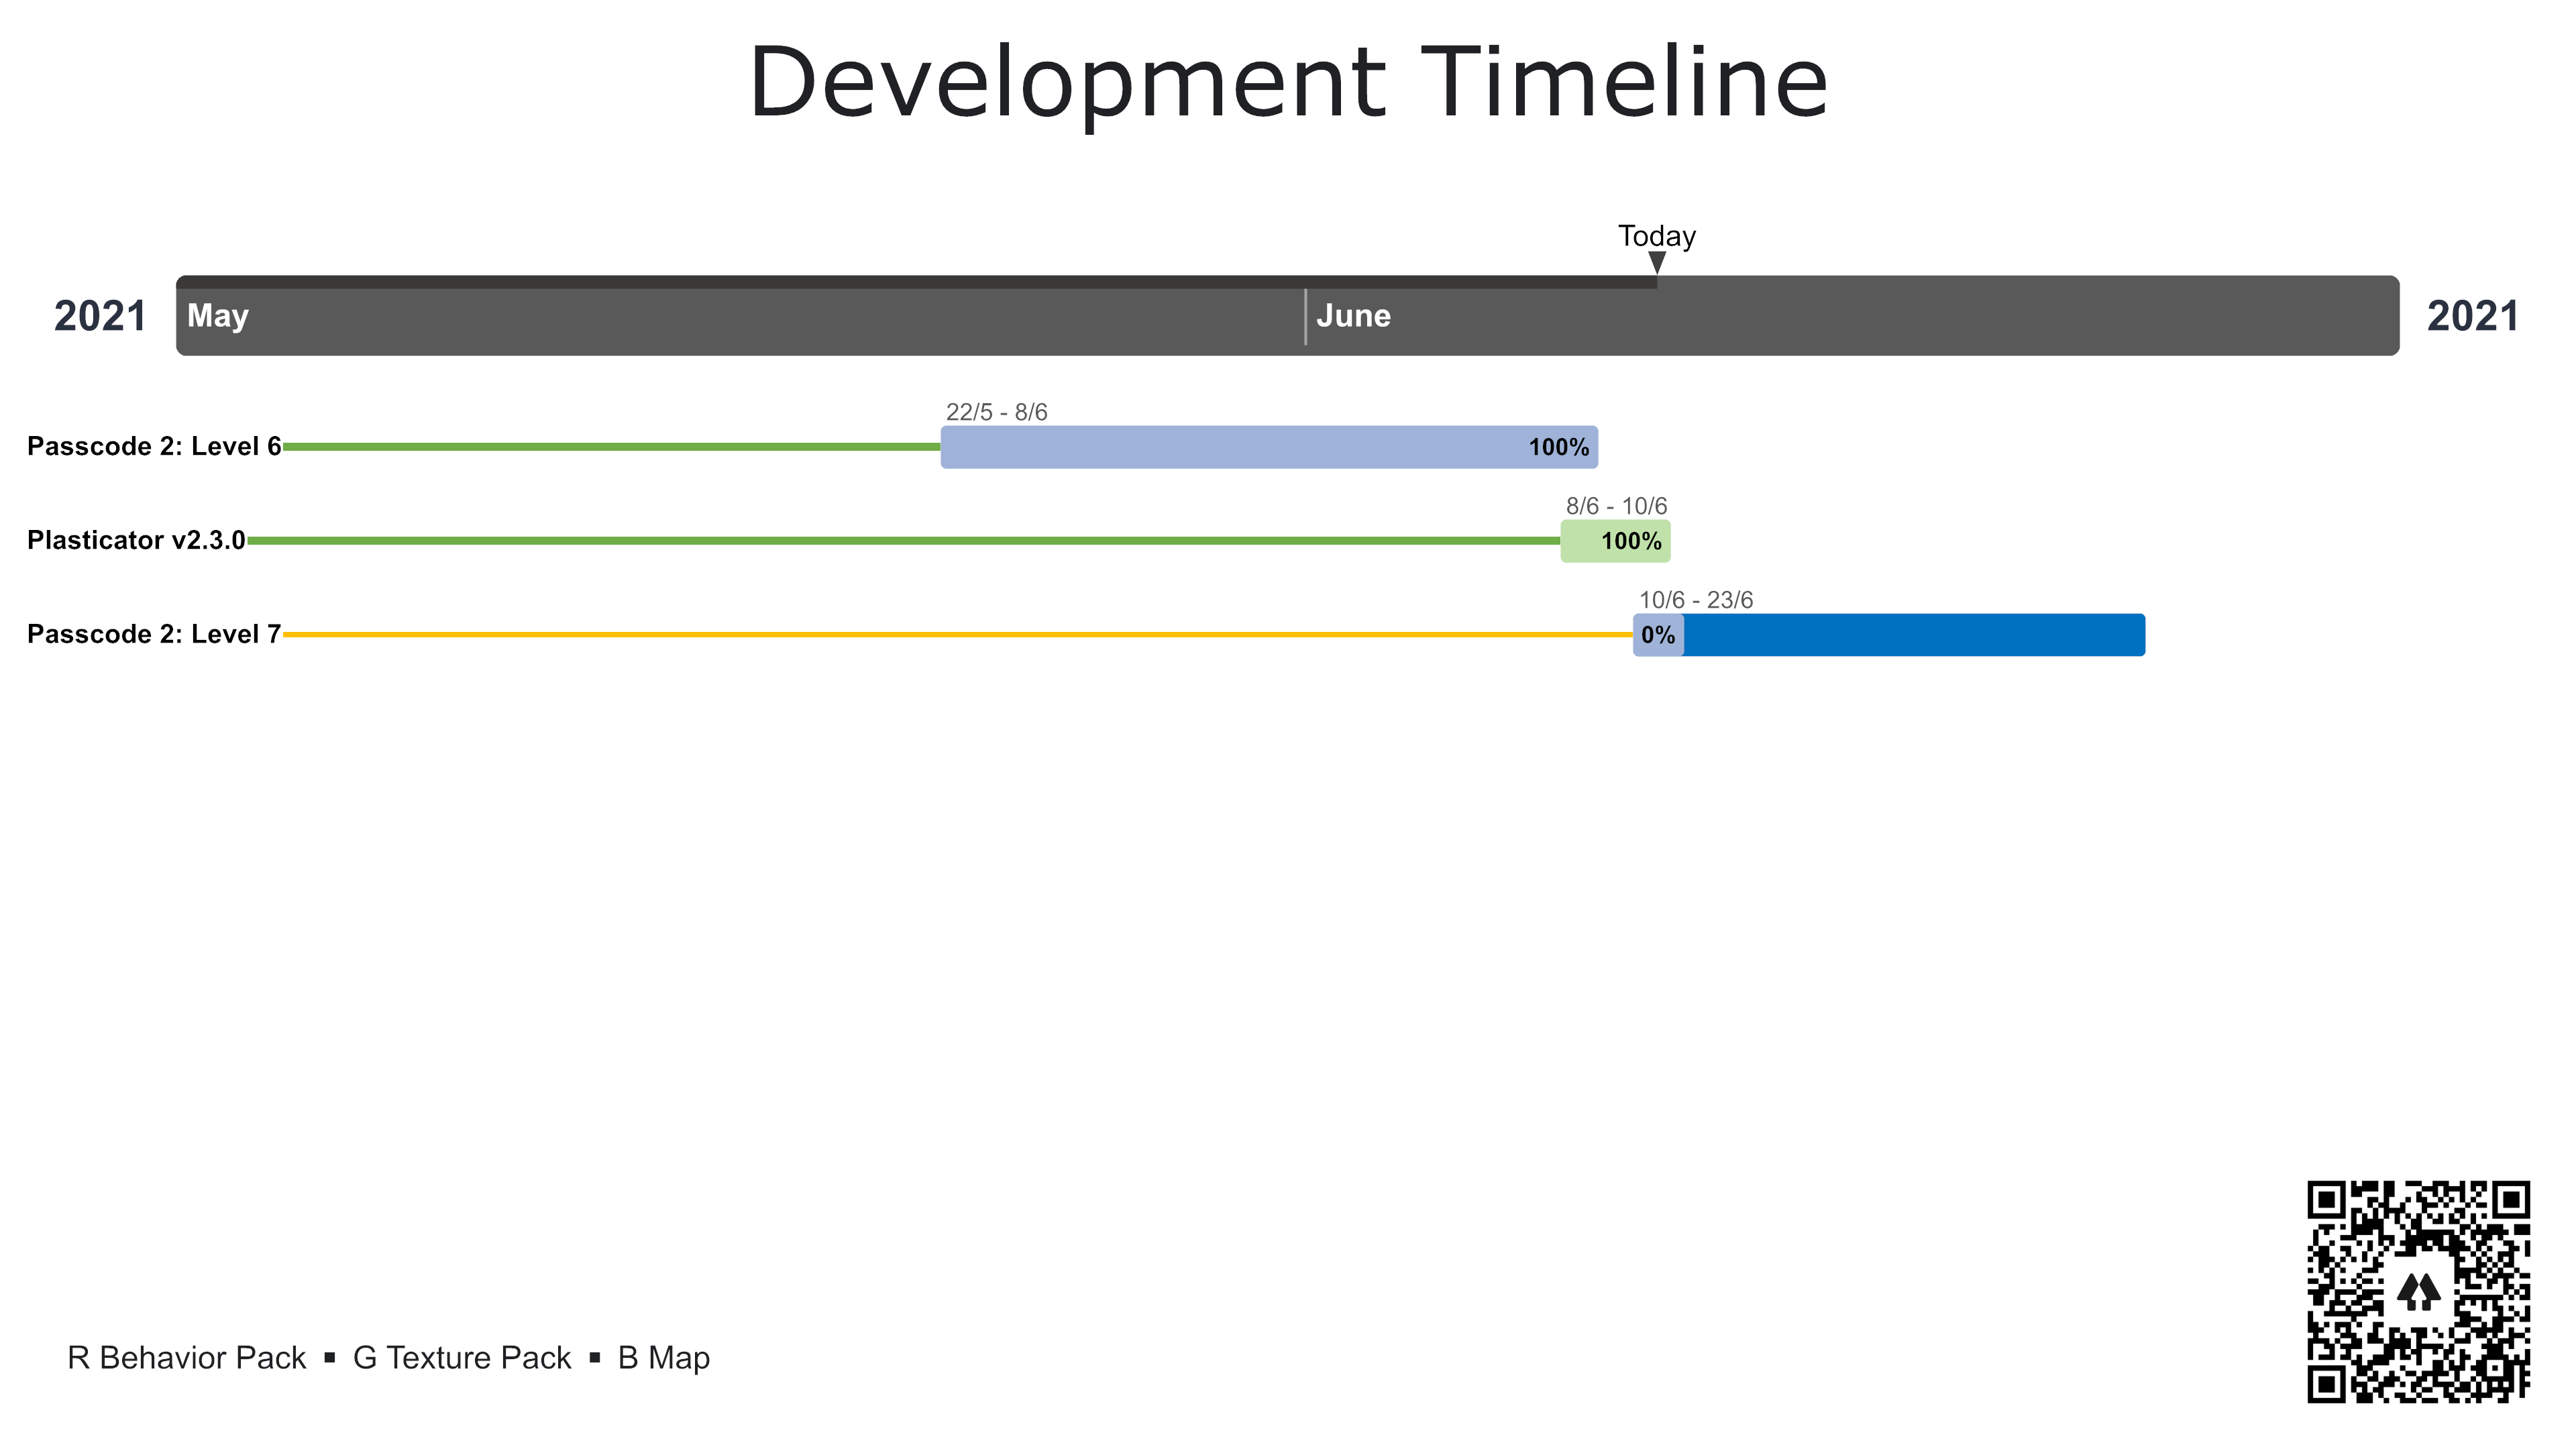 Development Timeline
Today
2021 May June 2021
22/5 - 8/6
Passcode 2: Level 6 100%
8/6 - 10/6
Plasticator v2.3.0 100%
10/6 - 23/6
Passcode 2: Level 7 0%
R Behavior Pack ▪ G Texture Pack ▪ B Map